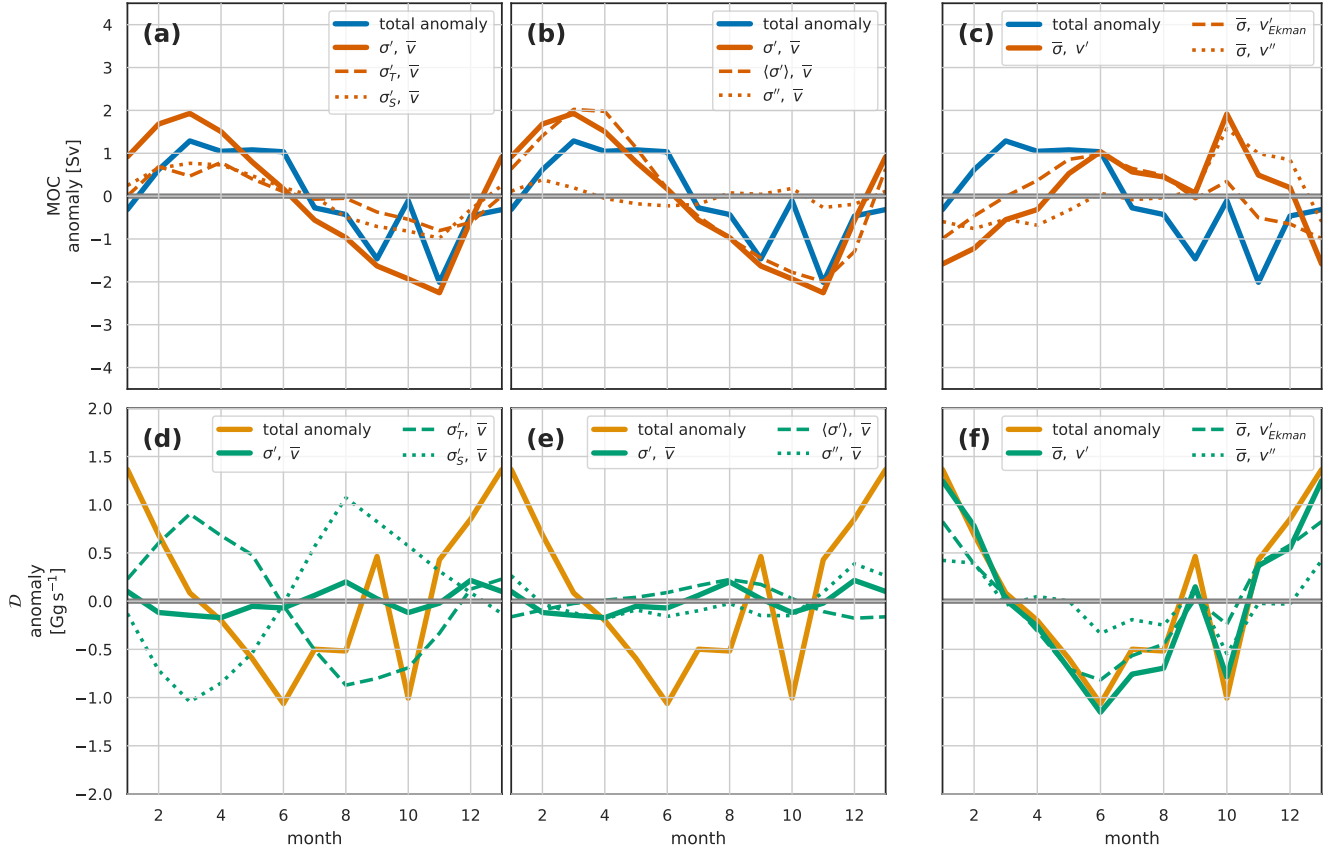 (a)
total anomaly
σ′, v̅
σ′_T, v̅
σ′_S, v̅
(b)
total anomaly
σ′, v̅
⟨σ′⟩, v̅
σ″, v̅
(c)
total anomaly
σ̅, v′
σ̅, v′_Ekman
σ̅, v″
MOC
anomaly [Sv]
4
3
2
1
0
−1
−2
−3
−4
(d)
total anomaly
σ′, v̅
σ′_T, v̅
σ′_S, v̅
(e)
total anomaly
σ′, v̅
⟨σ′⟩, v̅
σ″, v̅
(f)
total anomaly
σ̅, v′
σ̅, v′_Ekman
σ̅, v″
𝒟
anomaly
[Gg s⁻¹]
2.0
1.5
1.0
0.5
0.0
−0.5
−1.0
−1.5
−2.0
2 4 6 8 10 12
month
2 4 6 8 10 12
month
2 4 6 8 10 12
month